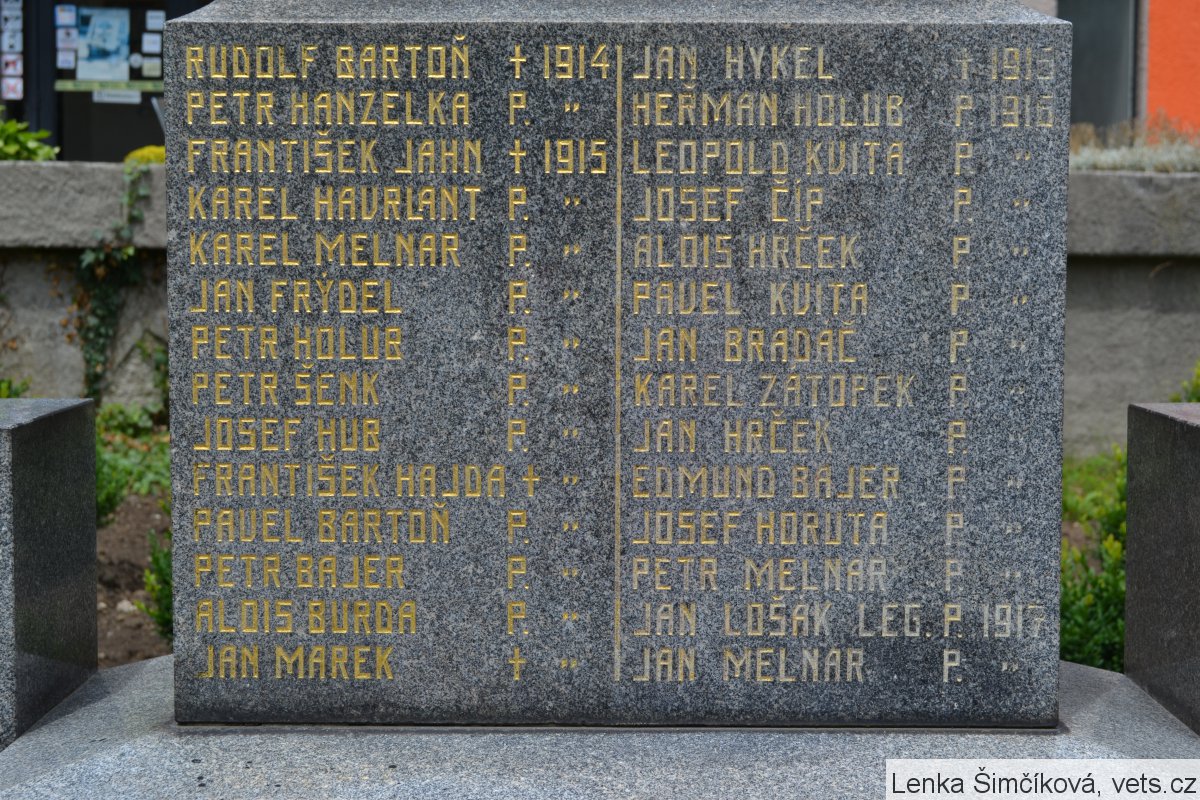 RUDOLF BARTOŇ † 1914
PETR HANZELKA P. "
FRANTIŠEK JAHN † 1915
KAREL HAVRLANT P. "
KAREL MELNAR P. "
JAN FRÝDEL P. "
PETR HOLUB P. "
PETR ŠENK P. "
JOSEF HUB P. "
FRANTIŠEK HAJDA † "
PAVEL BARTOŇ P. "
PETR BAJER P. "
ALOIS BURDA P. "
JAN MAREK † "
JAN HYKEL † 1915
HEŘMAN HOLUB P. 1916
LEOPOLD KVITA P. "
JOSEF ČÍP P. "
ALOIS HRČEK P. "
PAVEL KVITA P. "
JAN BRADAČ P. "
KAREL ZÁTOPEK P. "
JAN HRČEK P. "
EDMUND BAJER P. "
JOSEF HORUTA P. "
PETR MELNAR P. "
JAN LOŠAK LEG. P. 1917
JAN MELNAR P. "
Lenka Šimčíková, vets.cz